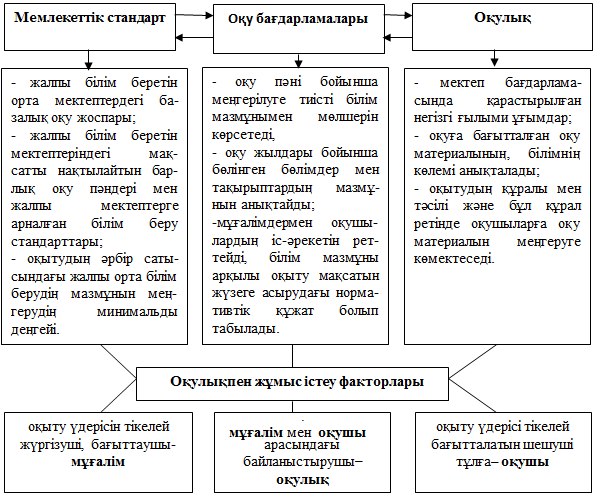 Мемлекеттік стандарт
Оқу бағдарламалары
Оқулық
- жалпы білім беретін
орта мектептердегі ба-
залық оқу жоспары;
- жалпы білім беретін
мектептеріндегі мақ-
сатты нақтылайтын бар-
лық оқу пәндері мен
жалпы мектептерге
арналған білім беру
стандарттары;
- оқытудың әрбір саты-
сындағы жалпы орта білім
берудің мазмұнын мең-
герудің минимальды
деңгейі.
- оқу пәні бойынша
меңгерілуге тиісті білім
мазмұнымен мөлшерін
көрсетеді,
- оқу жылдары бойынша
бөлінген бөлімдер мен
тақырыптардың мазмұ-
нын анықтайды;
-мұғалімдермен оқушы-
лардың іс-әрекетін рет-
тейді, білім мазмұны
арқылы оқыту мақсатын
жүзеге асырудағы норма-
тивтік құжат болып
табылады.
- мектеп бағдарлама-
сында қарастырылған
негізгі ғылыми ұғымдар;
- оқуға бағытталған оқу
материалының, білімнің
көлемі анықталады;
- оқытудың құралы мен
тәсілі және бұл құрал
ретінде оқушыларға оқу
материалын меңгеруге
көмектеседі.
Оқулықпен жұмыс істеу факторлары
оқыту үдерісін тікелей
жүргізуші, бағыттаушы-
мұғалім
мұғалім мен оқушы
арасындағы
байланыстырушы–
оқулық
оқыту үдерісі тікелей
бағытталатын шешуші
тұлға– оқушы